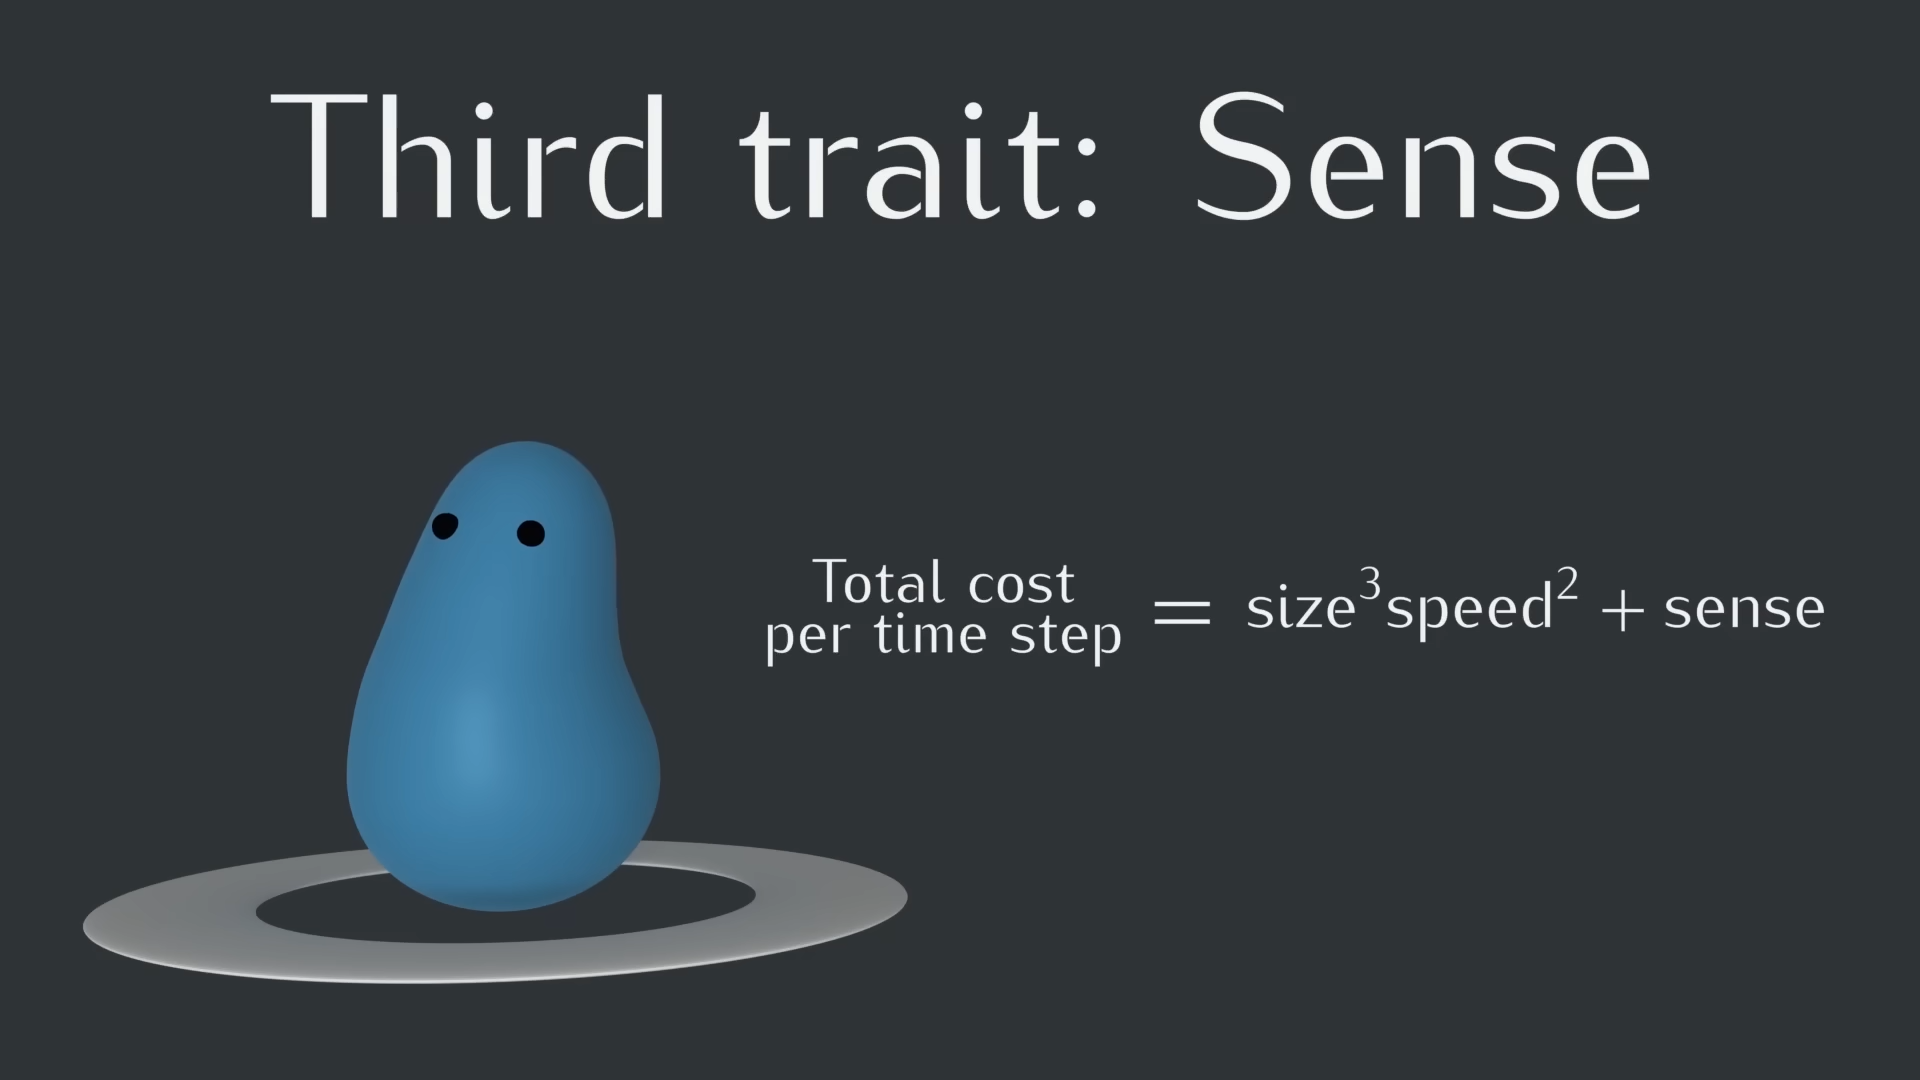 Third trait: Sense
Total cost
per time step = size³speed² + sense